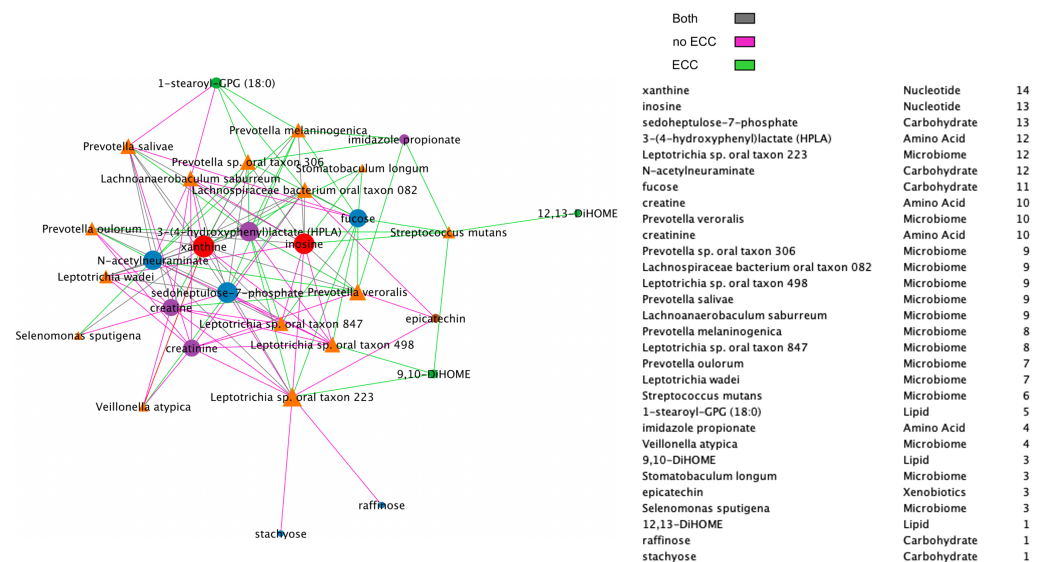 Both
no ECC
ECC
1-stearoyl-GPG (18:0)
Prevotella melaninogenica
imidazole propionate
Prevotella salivae
Prevotella sp. oral taxon 306
Stomatobaculum longum
Lachnoanaerobaculum saburreum
Lachnospiraceae bacterium oral taxon 082
12,13-DiHOME
fucose
Prevotella oulorum
3-(4-hydroxyphenyl)lactate (HPLA)
Streptococcus mutans
xanthine
inosine
N-acetylneuraminate
Leptotrichia wadei
sedoheptulose-7-phosphate
Prevotella veroralis
creatine
epicatechin
Leptotrichia sp. oral taxon 847
Selenomonas sputigena
Leptotrichia sp. oral taxon 498
creatinine
9,10-DiHOME
Leptotrichia sp. oral taxon 223
Veillonella atypica
raffinose
stachyose
xanthine Nucleotide 14
inosine Nucleotide 13
sedoheptulose-7-phosphate Carbohydrate 13
3-(4-hydroxyphenyl)lactate (HPLA) Amino Acid 12
Leptotrichia sp. oral taxon 223 Microbiome 12
N-acetylneuraminate Carbohydrate 12
fucose Carbohydrate 11
creatine Amino Acid 10
Prevotella veroralis Microbiome 10
creatinine Amino Acid 10
Prevotella sp. oral taxon 306 Microbiome 9
Lachnospiraceae bacterium oral taxon 082 Microbiome 9
Leptotrichia sp. oral taxon 498 Microbiome 9
Prevotella salivae Microbiome 9
Lachnoanaerobaculum saburreum Microbiome 9
Prevotella melaninogenica Microbiome 8
Leptotrichia sp. oral taxon 847 Microbiome 8
Prevotella oulorum Microbiome 7
Leptotrichia wadei Microbiome 7
Streptococcus mutans Microbiome 6
1-stearoyl-GPG (18:0) Lipid 5
imidazole propionate Amino Acid 4
Veillonella atypica Microbiome 4
9,10-DiHOME Lipid 3
Stomatobaculum longum Microbiome 3
epicatechin Xenobiotics 3
Selenomonas sputigena Microbiome 3
12,13-DiHOME Lipid 1
raffinose Carbohydrate 1
stachyose Carbohydrate 1